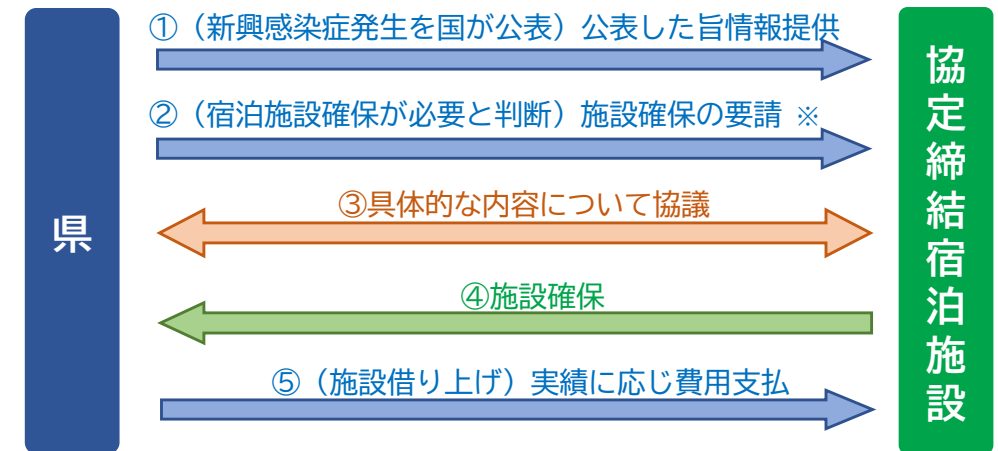 県
①（新興感染症発生を国が公表）公表した旨情報提供
②（宿泊施設確保が必要と判断）施設確保の要請 ※
③具体的な内容について協議
④施設確保
⑤（施設借り上げ）実績に応じ費用支払
協定締結宿泊施設